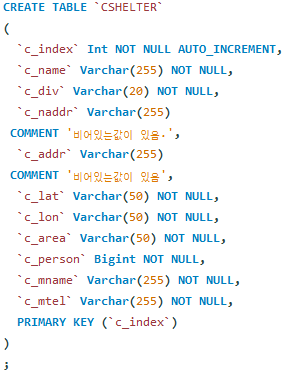 CREATE TABLE `CSHELTER`
(
`c_index` Int NOT NULL AUTO_INCREMENT,
`c_name` Varchar(255) NOT NULL,
`c_div` Varchar(20) NOT NULL,
`c_naddr` Varchar(255)
COMMENT '비어있는값이 있음.',
`c_addr` Varchar(255)
COMMENT '비어있는값이 있음',
`c_lat` Varchar(50) NOT NULL,
`c_lon` Varchar(50) NOT NULL,
`c_area` Varchar(50) NOT NULL,
`c_person` Bigint NOT NULL,
`c_mname` Varchar(255) NOT NULL,
`c_mtel` Varchar(255) NOT NULL,
PRIMARY KEY (`c_index`)
)
;